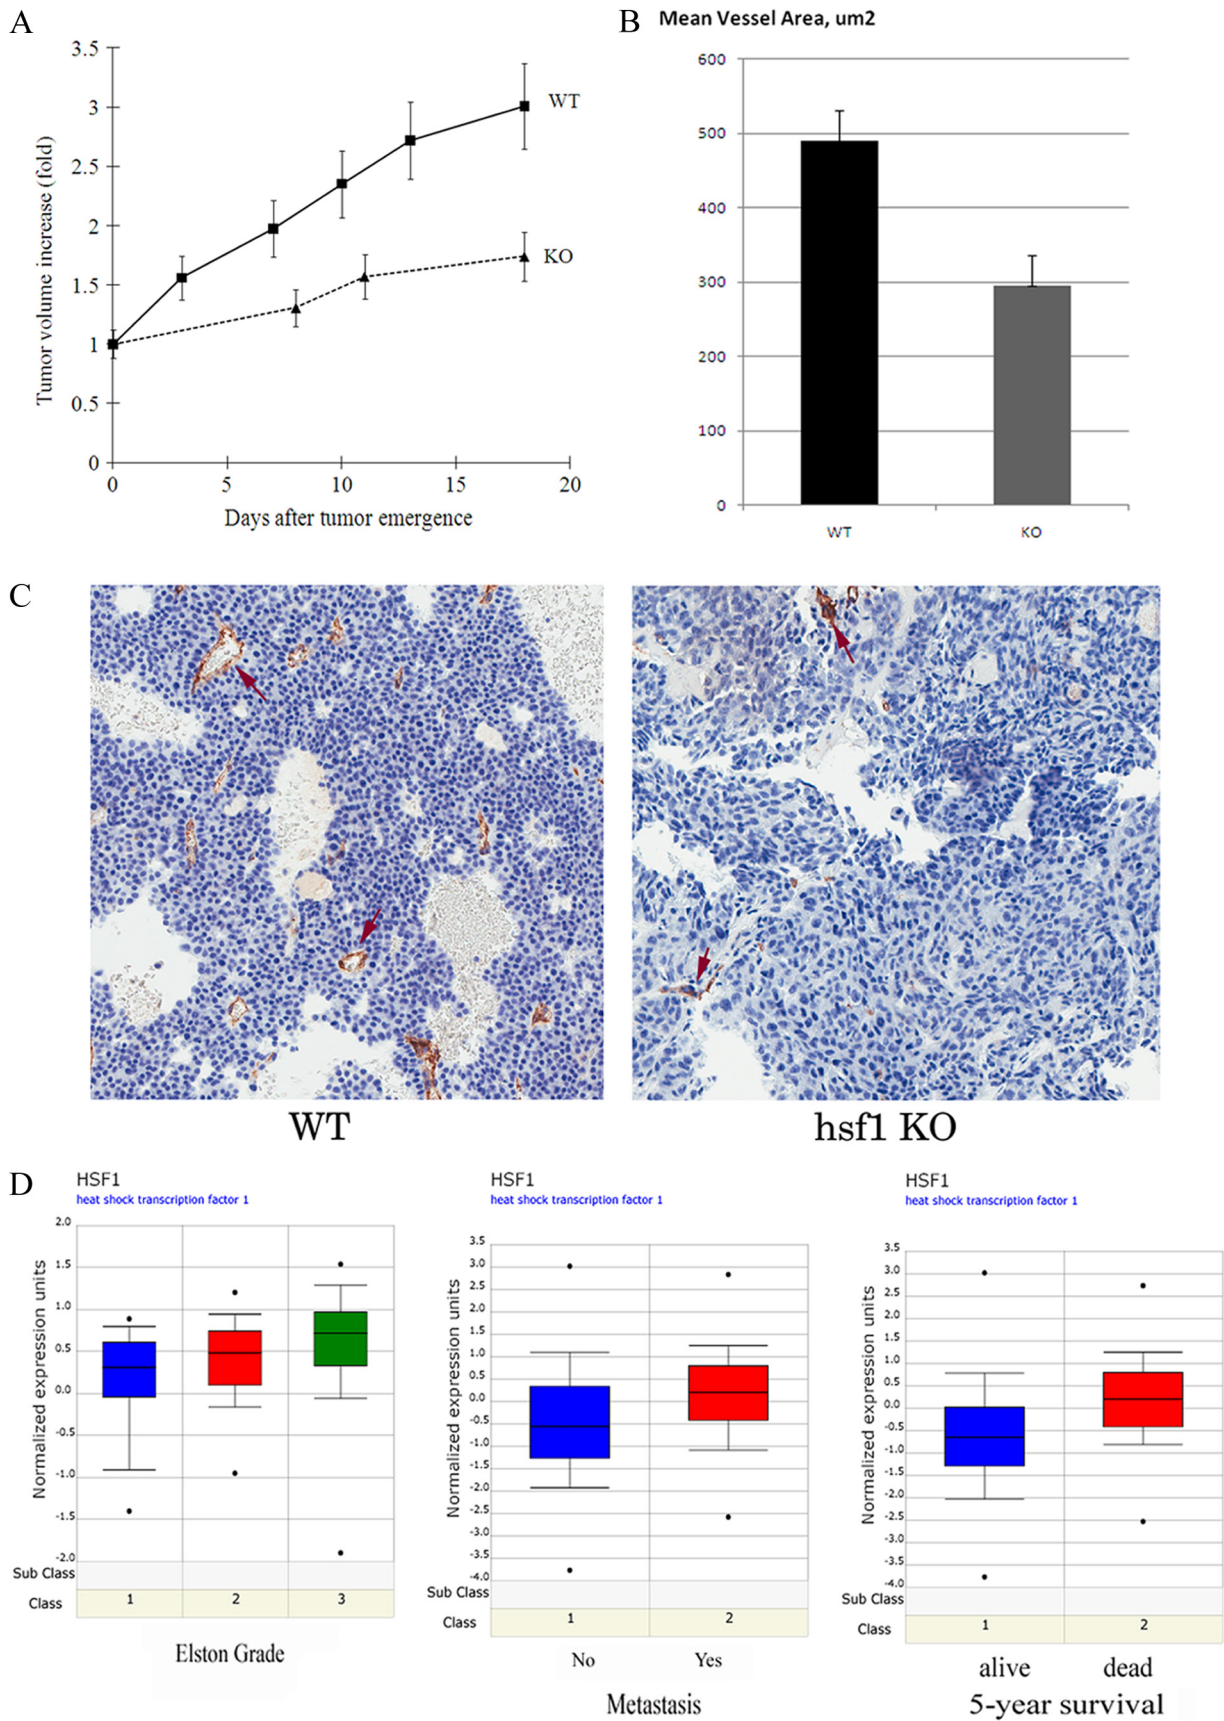 A
3.5
3
2.5
2
1.5
1
0.5
0
Tumor volume increase (fold)
WT
KO
0 5 10 15 20
Days after tumor emergence
B
Mean Vessel Area, um2
600
500
400
300
200
100
0
WT KO
C
WT
hsf1 KO
D
HSF1
heat shock transcription factor 1
Normalized expression units
2.0
1.5
1.0
0.5
0.0
-0.5
-1.0
-1.5
-2.0
Sub Class
Class 1 2 3
Elston Grade
HSF1
heat shock transcription factor 1
Normalized expression units
3.5
3.0
2.5
2.0
1.5
1.0
0.5
0.0
-0.5
-1.0
-1.5
-2.0
-2.5
-3.0
-3.5
-4.0
Sub Class
Class 1 2
No Yes
Metastasis
HSF1
heat shock transcription factor 1
Normalized expression units
3.5
3.0
2.5
2.0
1.5
1.0
0.5
0.0
-0.5
-1.0
-1.5
-2.0
-2.5
-3.0
-3.5
-4.0
Sub Class
Class 1 2
alive dead
5-year survival